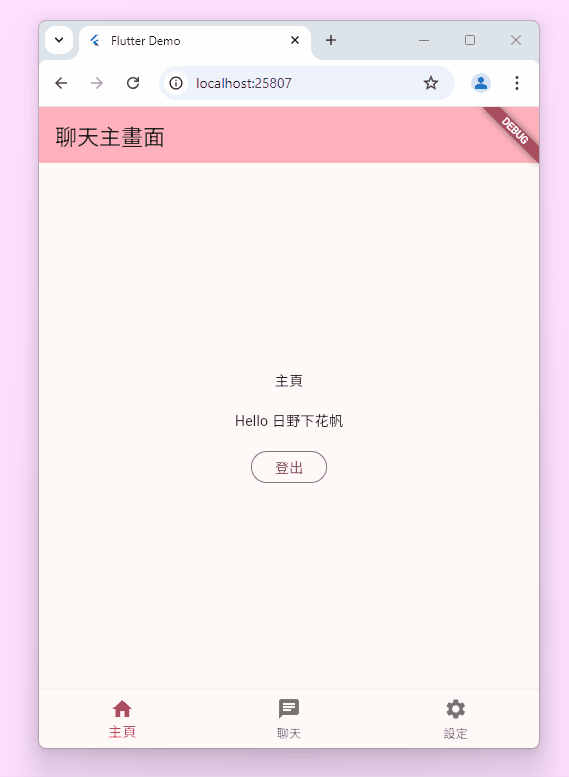 Flutter Demo
localhost:25807
聊天主畫面
DEBUG
主頁
Hello 日野下花帆
登出
主頁
聊天
設定